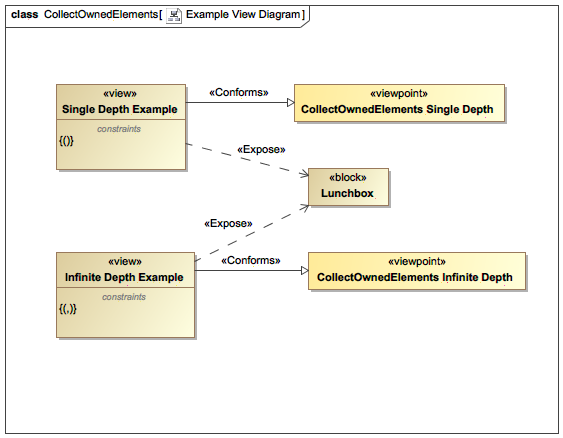 class CollectOwnedElements[ Example View Diagram ]
«view»
Single Depth Example
constraints
{()}
«Conforms»
«viewpoint»
CollectOwnedElements Single Depth
«Expose»
«block»
Lunchbox
«Expose»
«view»
Infinite Depth Example
constraints
{(,)}
«Conforms»
«viewpoint»
CollectOwnedElements Infinite Depth